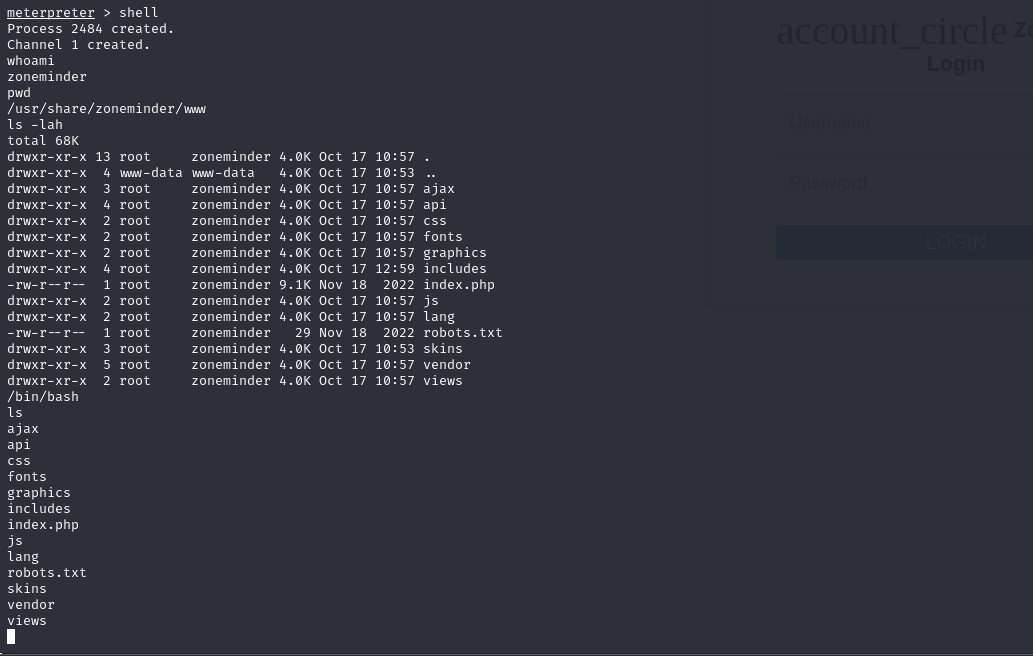 meterpreter > shell
Process 2484 created.
Channel 1 created.
whoami
zoneminder
pwd
/usr/share/zoneminder/www
ls -lah
total 68K
drwxr-xr-x 13 root     zoneminder 4.0K Oct 17 10:57 .
drwxr-xr-x  4 www-data www-data   4.0K Oct 17 10:53 ..
drwxr-xr-x  3 root     zoneminder 4.0K Oct 17 10:57 ajax
drwxr-xr-x  4 root     zoneminder 4.0K Oct 17 10:57 api
drwxr-xr-x  2 root     zoneminder 4.0K Oct 17 10:57 css
drwxr-xr-x  2 root     zoneminder 4.0K Oct 17 10:57 fonts
drwxr-xr-x  2 root     zoneminder 4.0K Oct 17 10:57 graphics
drwxr-xr-x  4 root     zoneminder 4.0K Oct 17 12:59 includes
-rw-r--r--  1 root     zoneminder 9.1K Nov 18  2022 index.php
drwxr-xr-x  2 root     zoneminder 4.0K Oct 17 10:57 js
drwxr-xr-x  2 root     zoneminder 4.0K Oct 17 10:57 lang
-rw-r--r--  1 root     zoneminder   29 Nov 18  2022 robots.txt
drwxr-xr-x  3 root     zoneminder 4.0K Oct 17 10:53 skins
drwxr-xr-x  5 root     zoneminder 4.0K Oct 17 10:57 vendor
drwxr-xr-x  2 root     zoneminder 4.0K Oct 17 10:57 views
/bin/bash
ls
ajax
api
css
fonts
graphics
includes
index.php
js
lang
robots.txt
skins
vendor
views
account_circle
Login
Username
Password
LOGIN